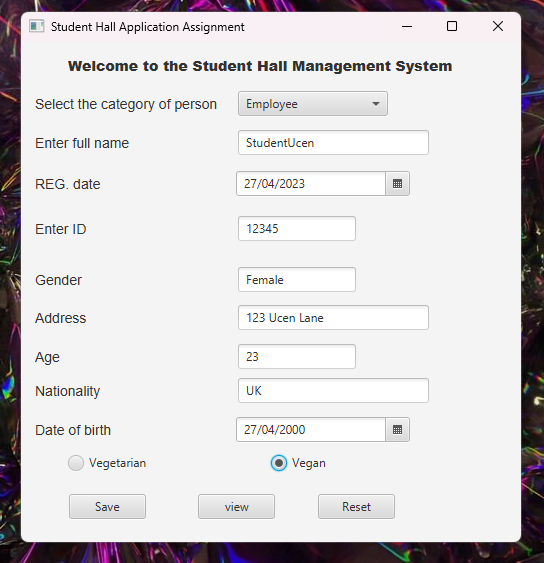 Student Hall Application Assignment
Welcome to the Student Hall Management System
Select the category of person Employee
Enter full name StudentUcen
REG. date 27/04/2023
Enter ID 12345
Gender Female
Address 123 Ucen Lane
Age 23
Nationality UK
Date of birth 27/04/2000
Vegetarian Vegan
Save view Reset